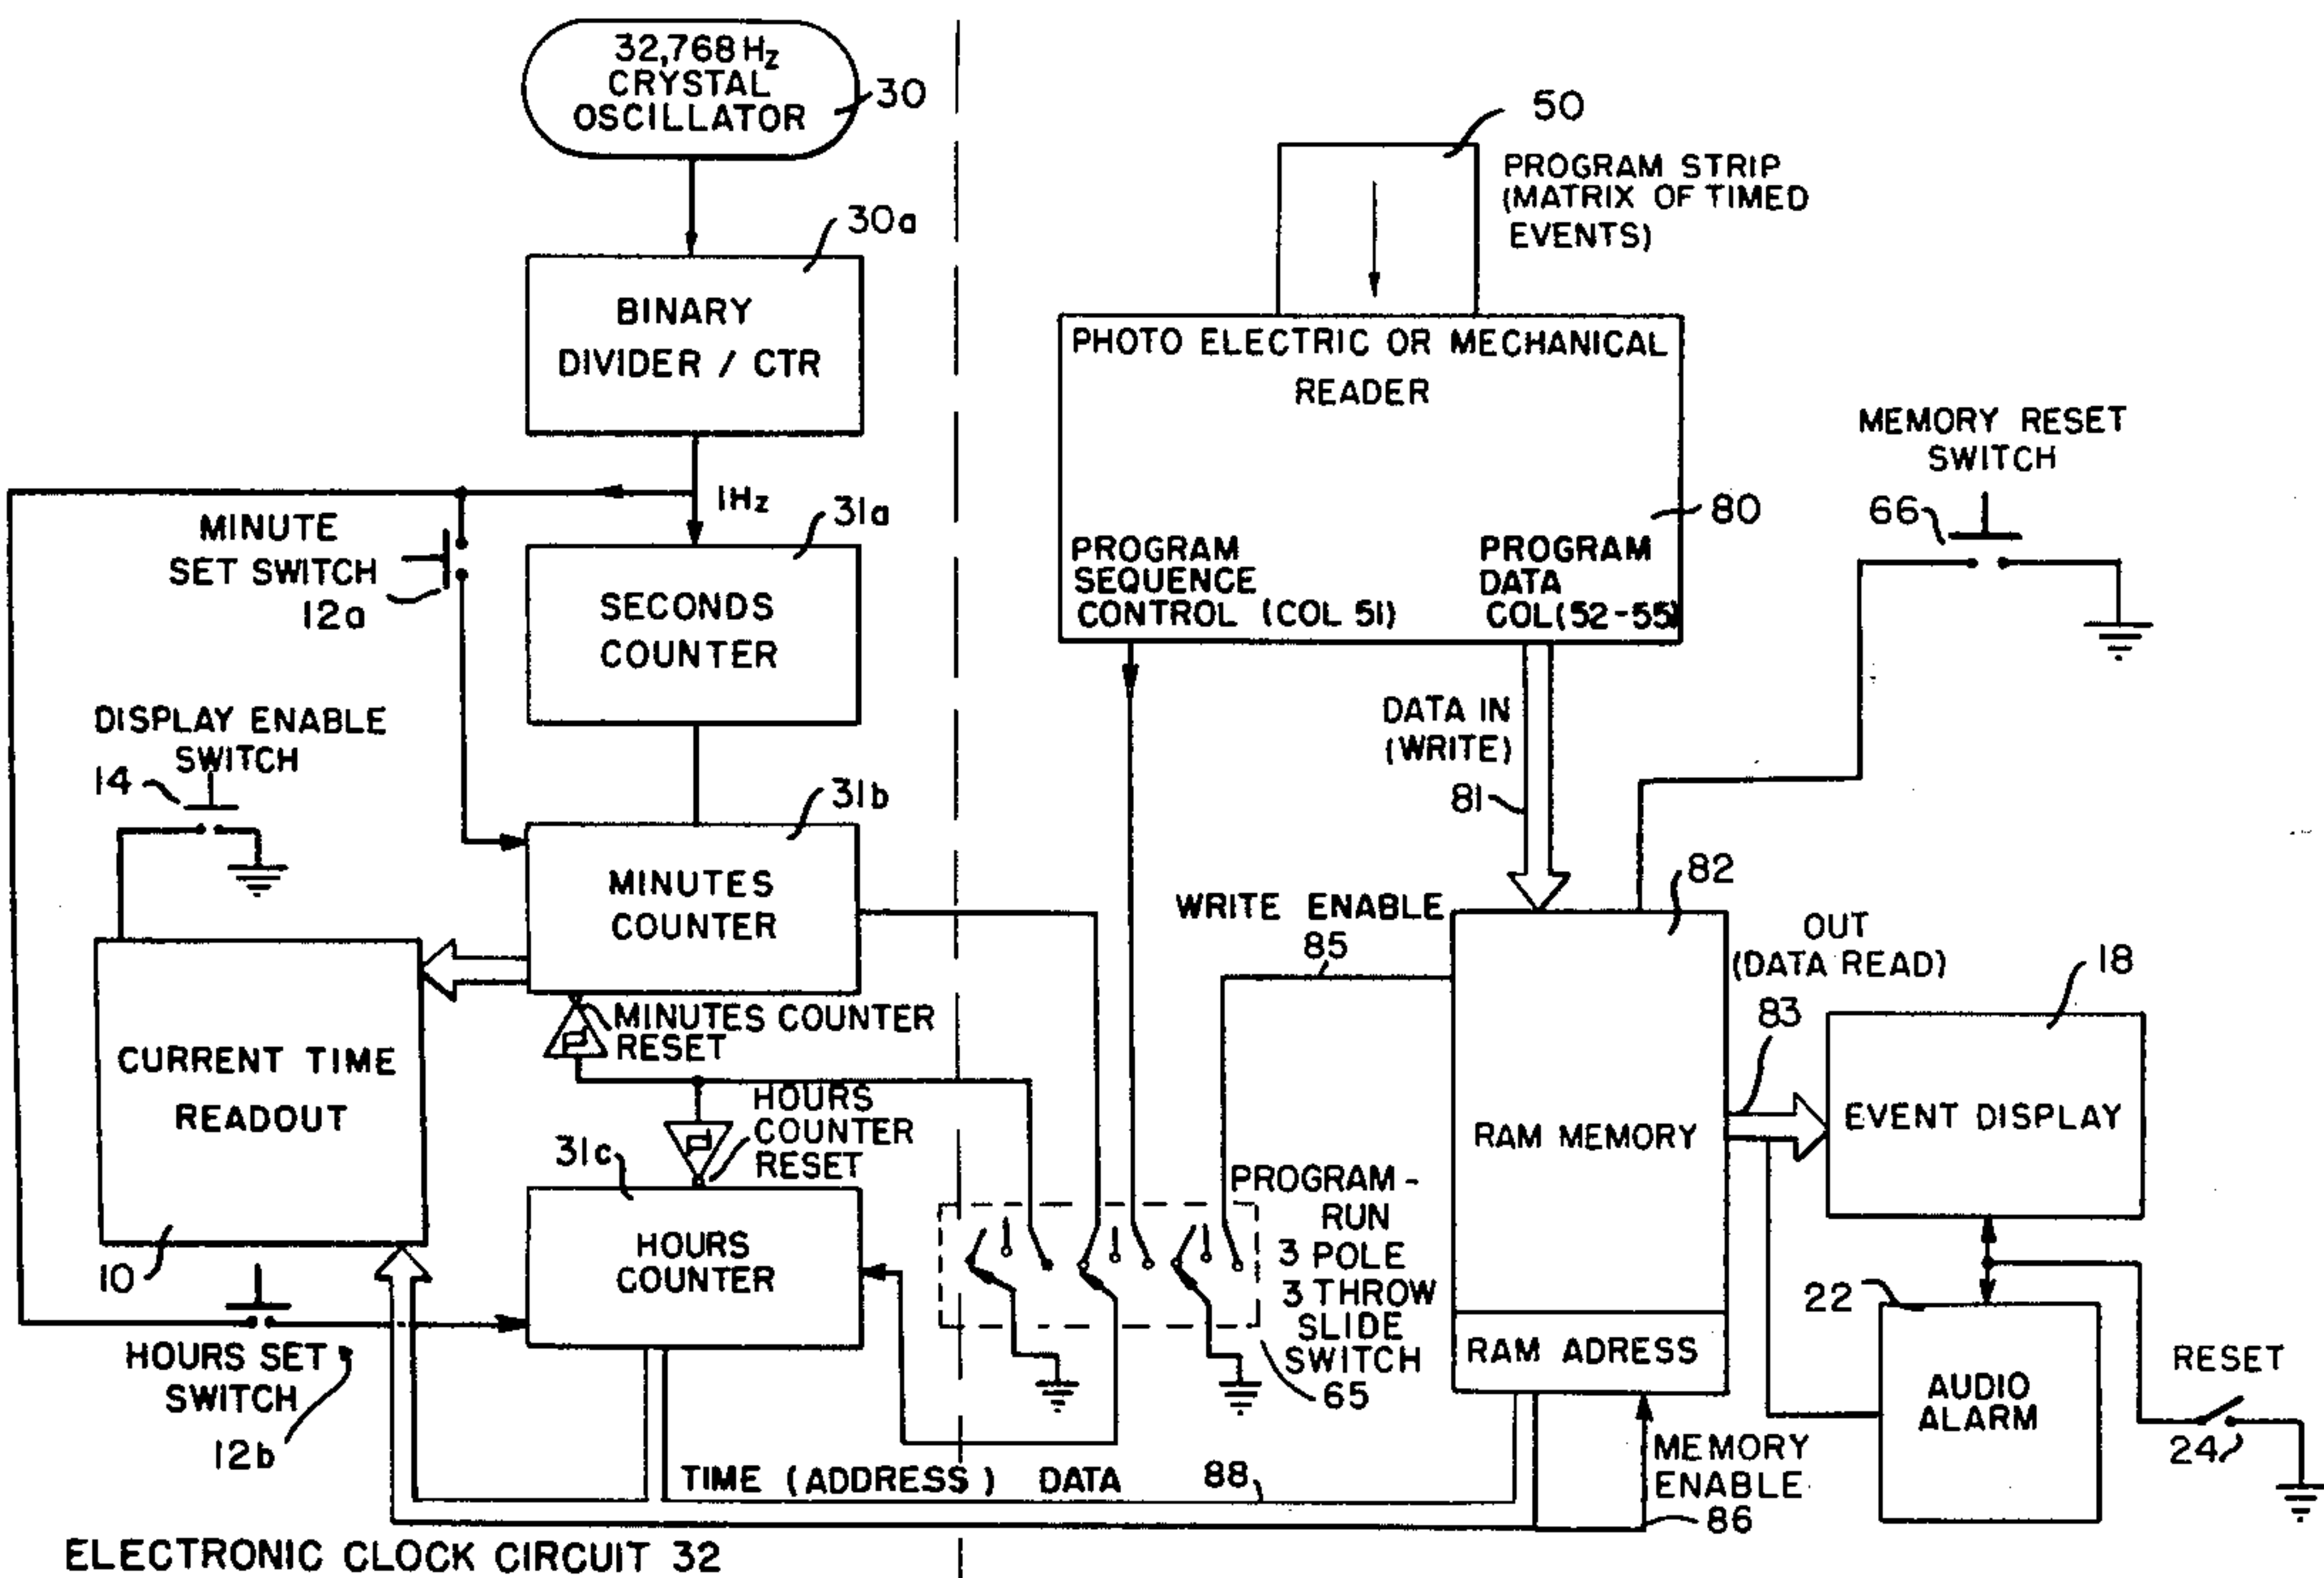 32,768 Hz
CRYSTAL
OSCILLATOR
30
30a
BINARY
DIVIDER / CTR
1Hz
31a
MINUTE
SET SWITCH
12a
SECONDS
COUNTER
DISPLAY ENABLE
SWITCH
14
31b
MINUTES
COUNTER
MINUTES COUNTER
RESET
CURRENT TIME
READOUT
10
HOURS
COUNTER
RESET
31c
HOURS
COUNTER
HOURS SET
SWITCH
12b
TIME (ADDRESS) DATA
88
ELECTRONIC CLOCK CIRCUIT 32
50
PROGRAM STRIP
(MATRIX OF TIMED
EVENTS)
PHOTO ELECTRIC OR MECHANICAL
READER
80
PROGRAM
SEQUENCE
CONTROL (COL 51)
PROGRAM
DATA
COL(52-55)
MEMORY RESET
SWITCH
66
DATA IN
(WRITE)
81
82
WRITE ENABLE
85
OUT
(DATA READ)
83
18
RAM MEMORY
EVENT DISPLAY
PROGRAM-
RUN
3 POLE
3 THROW
SLIDE
SWITCH
65
RAM ADRESS
22
AUDIO
ALARM
RESET
24
MEMORY
ENABLE
86